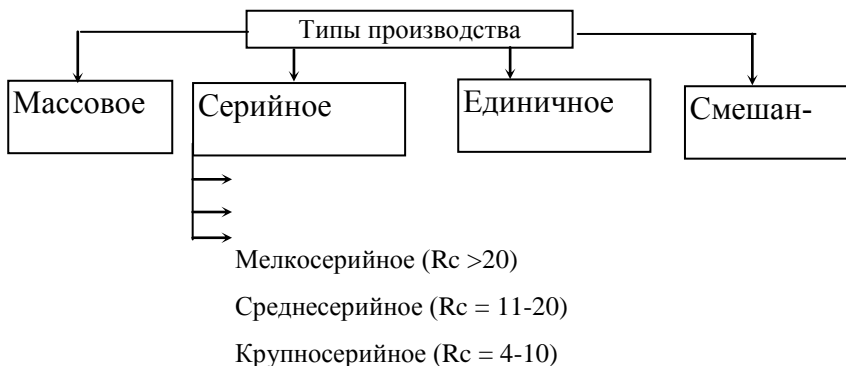 Типы производства
Массовое
Серийное
Единичное
Смешан-
Мелкосерийное (Rc >20)
Среднесерийное (Rc = 11-20)
Крупносерийное (Rc = 4-10)